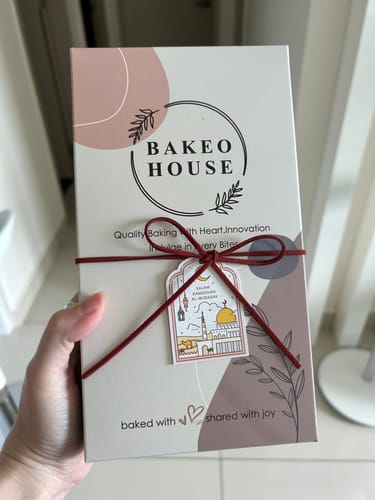 BAKEO
HOUSE
Quality Baking with Heart,Innovation
Indulge in Every Bites
SALAM
RAMADHAN
AL-MUBARAK
baked with shared with joy